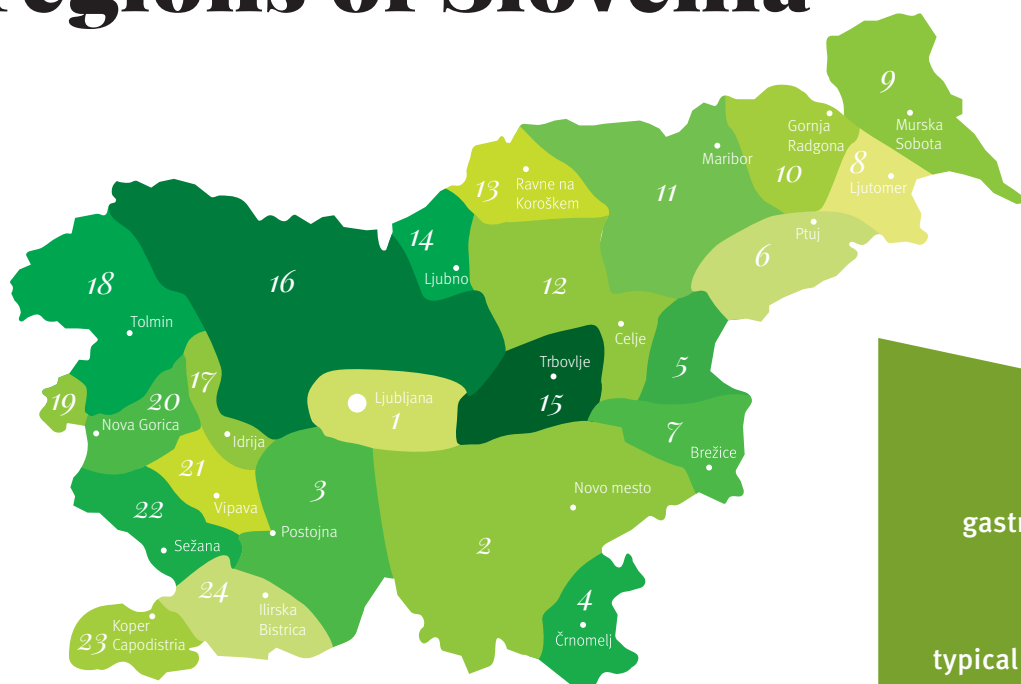 regions of Slovenia
9
Murska
Sobota
Gornja
Radgona
10
8
Ljutomer
Maribor
11
13
Ravne na
Koroškem
Ptuj
6
14
Ljubno
12
16
18
Tolmin
Celje
5
Trbovlje
15
17
19
20
Nova Gorica
Ljubljana
1
Idrija
7
Brežice
21
Vipava
3
Novo mesto
22
Sežana
Postojna
2
24
Ilirska
Bistrica
4
Črnomelj
23
Koper
Capodistria
gastr
typical